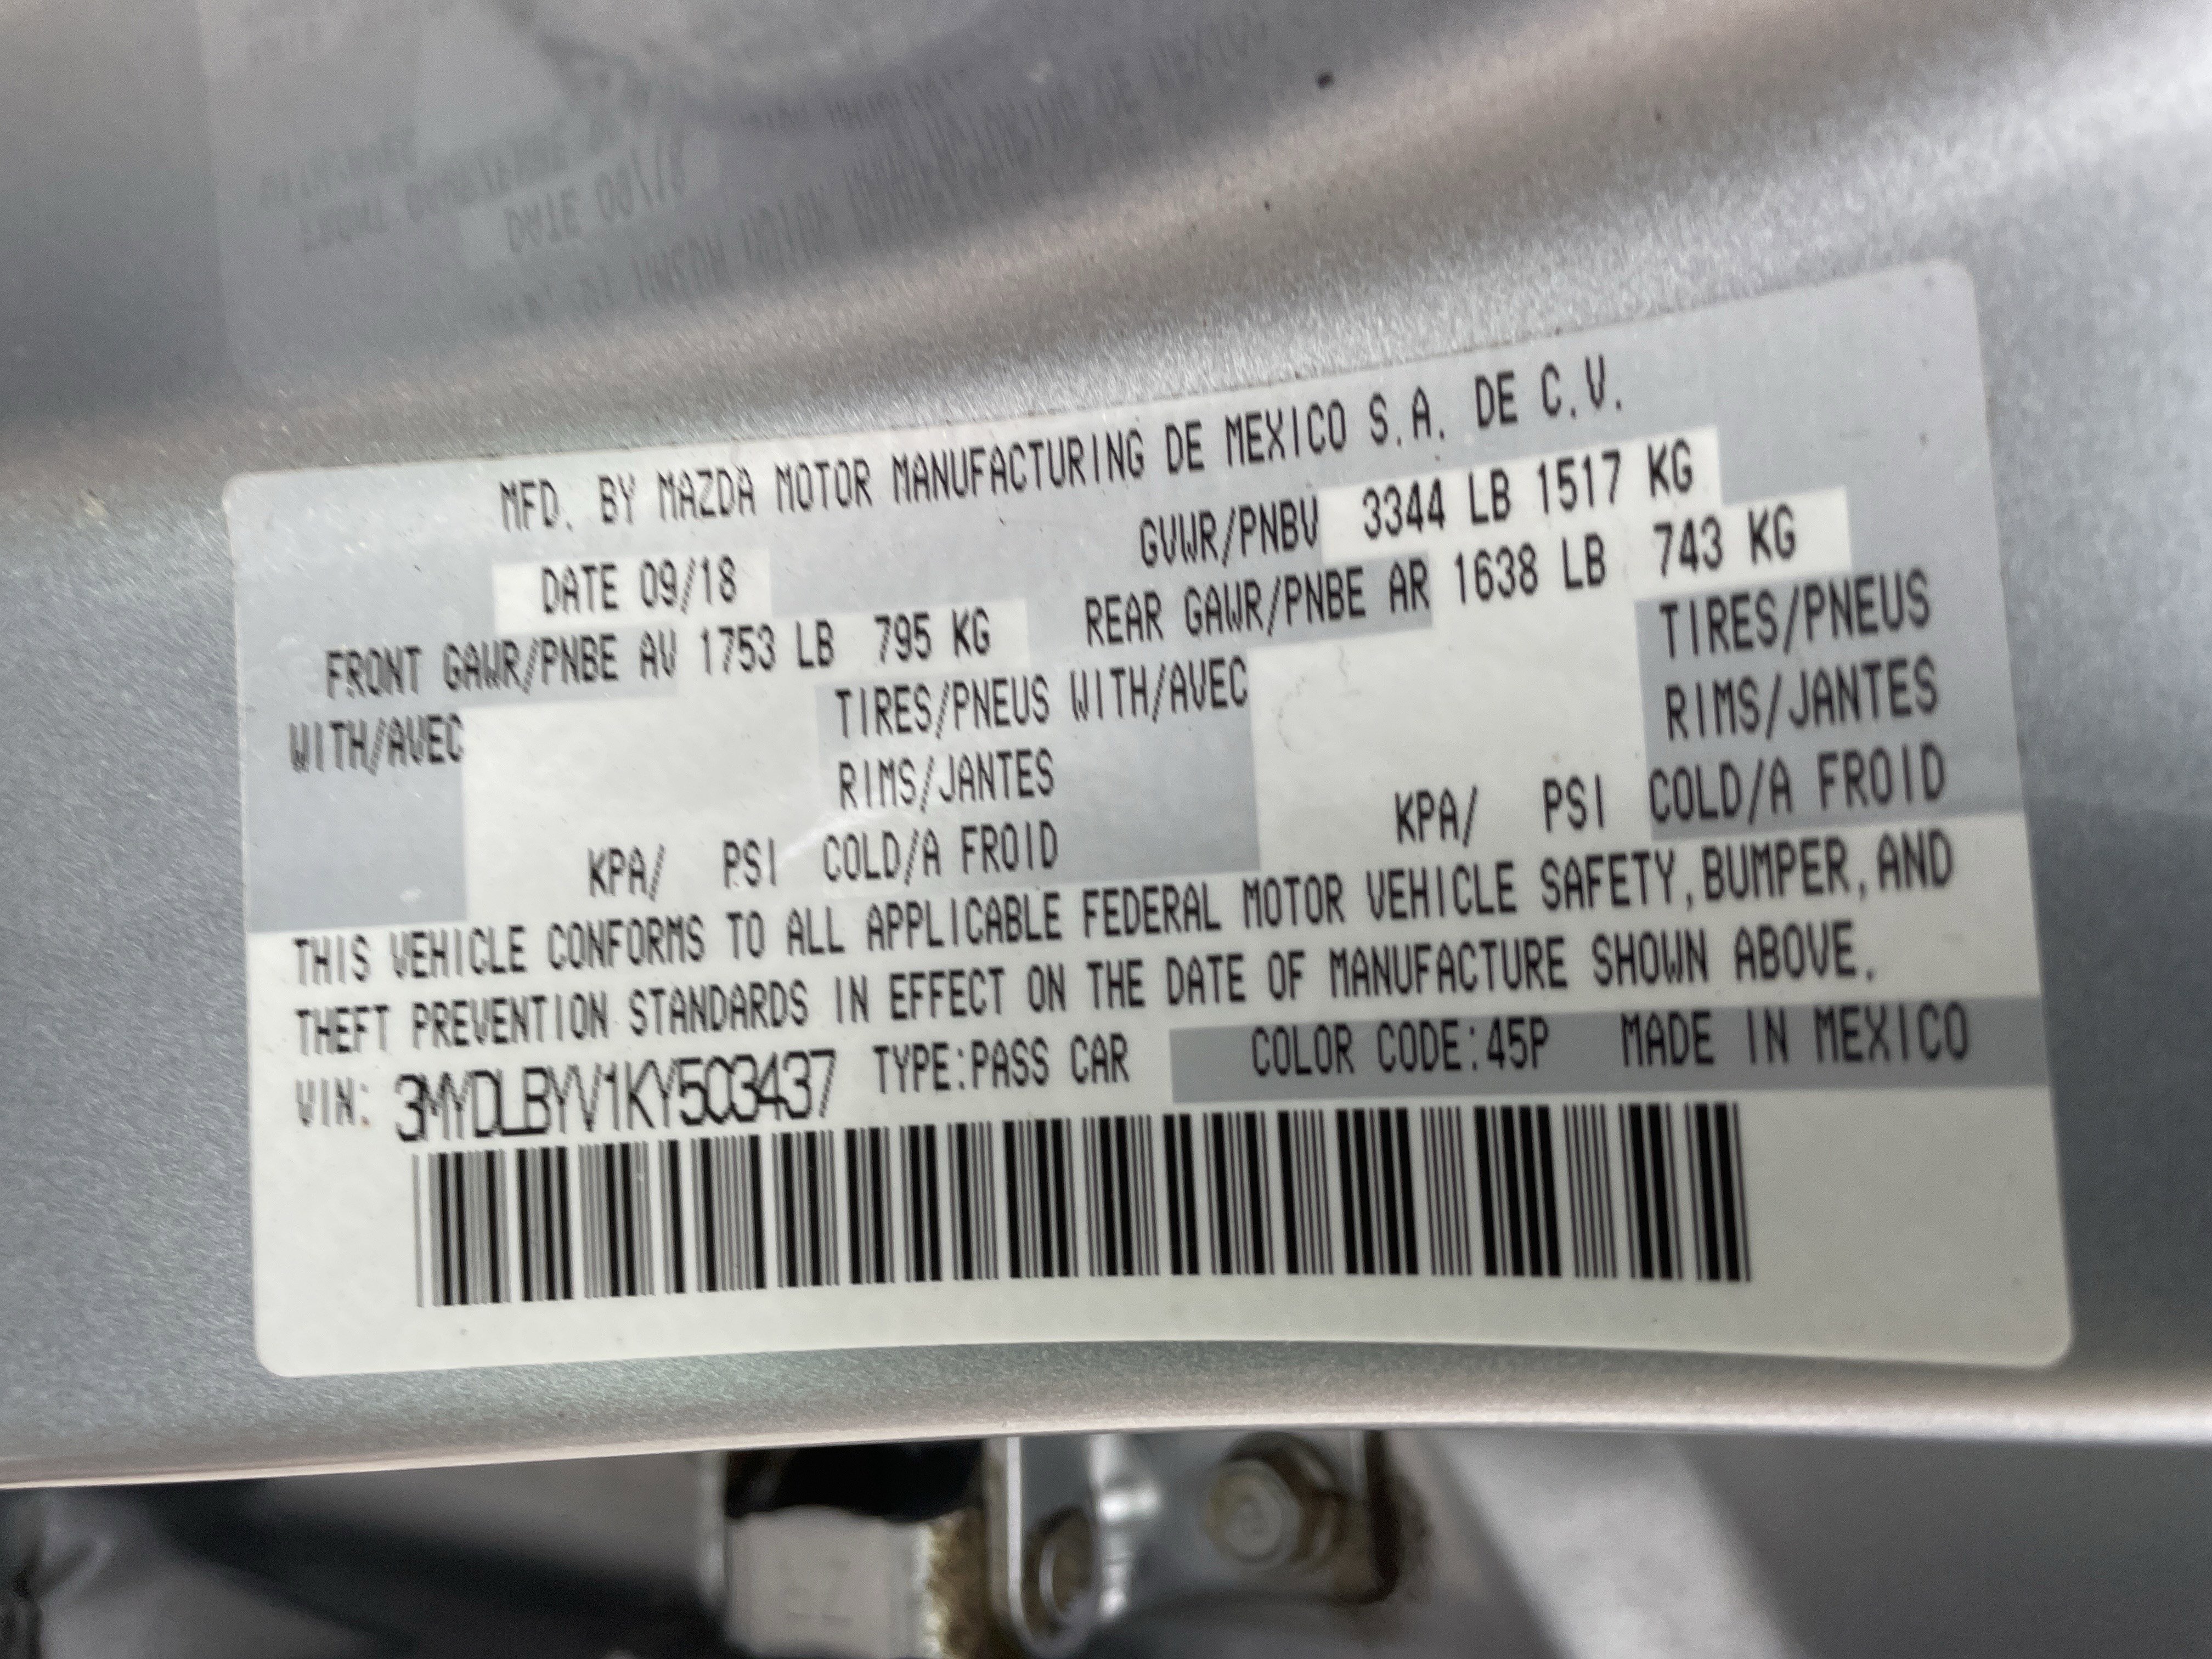 MFD. BY MAZDA MOTOR MANUFACTURING DE MEXICO S.A. DE C.V.
DATE 09/18 GVWR/PNBV 3344 LB 1517 KG
FRONT GAWR/PNBE AV 1753 LB 795 KG REAR GAWR/PNBE AR 1638 LB 743 KG
WITH/AVEC TIRES/PNEUS WITH/AVEC TIRES/PNEUS
RIMS/JANTES RIMS/JANTES
KPA/ PSI COLD/A FROID KPA/ PSI COLD/A FROID
THIS VEHICLE CONFORMS TO ALL APPLICABLE FEDERAL MOTOR VEHICLE SAFETY,BUMPER,AND
THEFT PREVENTION STANDARDS IN EFFECT ON THE DATE OF MANUFACTURE SHOWN ABOVE.
VIN: 3MYDLBYV1KY503437 TYPE:PASS CAR COLOR CODE:45P MADE IN MEXICO